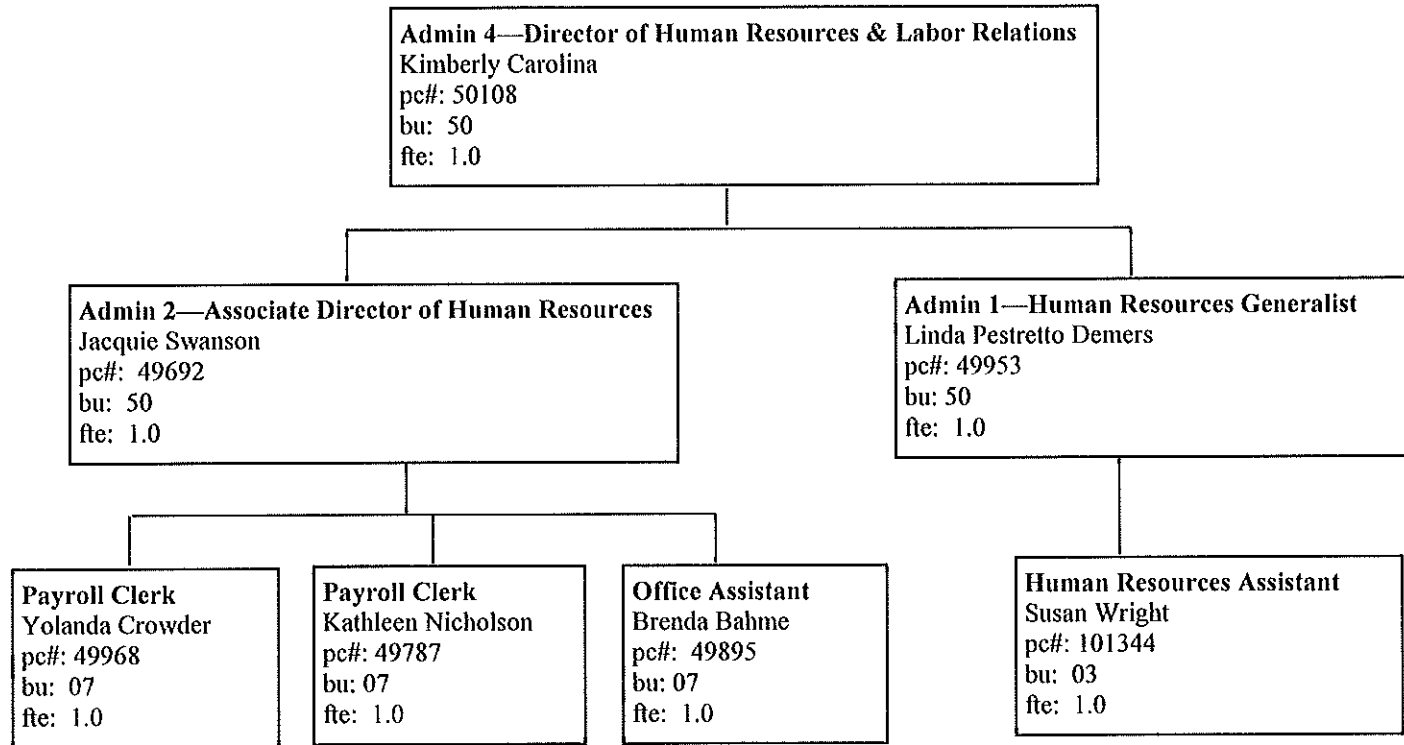 Admin 4—Director of Human Resources & Labor Relations
Kimberly Carolina
pc#: 50108
bu: 50
fte: 1.0
Admin 2—Associate Director of Human Resources
Jacquie Swanson
pc#: 49692
bu: 50
fte: 1.0
Admin 1—Human Resources Generalist
Linda Pestretto Demers
pc#: 49953
bu: 50
fte: 1.0
Payroll Clerk
Yolanda Crowder
pc#: 49968
bu: 07
fte: 1.0
Payroll Clerk
Kathleen Nicholson
pc#: 49787
bu: 07
fte: 1.0
Office Assistant
Brenda Bahme
pc#: 49895
bu: 07
fte: 1.0
Human Resources Assistant
Susan Wright
pc#: 101344
bu: 03
fte: 1.0